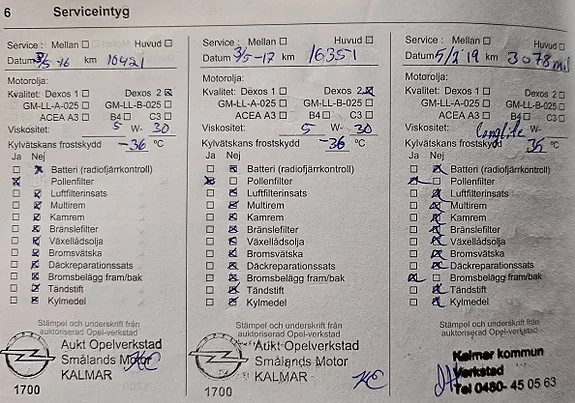 6 Serviceintyg
Service : Mellan Huvud
Datum 3/5-16 km 10421
Motorolja:
Kvalitet: Dexos 1 Dexos 2
GM-LL-A-025 GM-LL-B-025
ACEA A3 B4 C3
Viskositet: 5 W- 30
Kylvätskans frostskydd -36 °C
Ja Nej
Batteri (radiofjärrkontroll)
Pollenfilter
Luftfilterinsats
Multirem
Kamrem
Bränslefilter
Växellådsolja
Bromsvätska
Däckreparationssats
Bromsbelägg fram/bak
Tändstift
Kylmedel
Stämpel och underskrift från
auktoriserad Opel-verkstad
Aukt Opelverkstad
Smålands Motor
KALMAR
1700
Service : Mellan Huvud
Datum 3/5-17 km 16351
Motorolja:
Kvalitet: Dexos 1 Dexos 2
GM-LL-A-025 GM-LL-B-025
ACEA A3 B4 C3
Viskositet: 5 W- 30
Kylvätskans frostskydd -36 °C
Ja Nej
Batteri (radiofjärrkontroll)
Pollenfilter
Luftfilterinsats
Multirem
Kamrem
Bränslefilter
Växellådsolja
Bromsvätska
Däckreparationssats
Bromsbelägg fram/bak
Tändstift
Kylmedel
Stämpel och underskrift från
auktoriserad Opel-verkstad
Aukt Opelverkstad
Smålands Motor
KALMAR
1700
Service : Mellan Huvud
Datum 5/2'19 km 3078 mil
Motorolja:
Kvalitet: Dexos 1 Dexos 2
GM-LL-A-025 GM-LL-B-025
ACEA A3 B4 C3
Viskositet: Longlife W-
Kylvätskans frostskydd 35 °C
Ja Nej
Batteri (radiofjärrkontroll)
Pollenfilter
Luftfilterinsats
Multirem
Kamrem
Bränslefilter
Växellådsolja
Bromsvätska
Däckreparationssats
Bromsbelägg fram/bak
Tändstift
Kylmedel
Stämpel och underskrift från
auktoriserad Opel-verkstad
Kalmar kommun
Verkstad
Tel 0480- 45 05 63